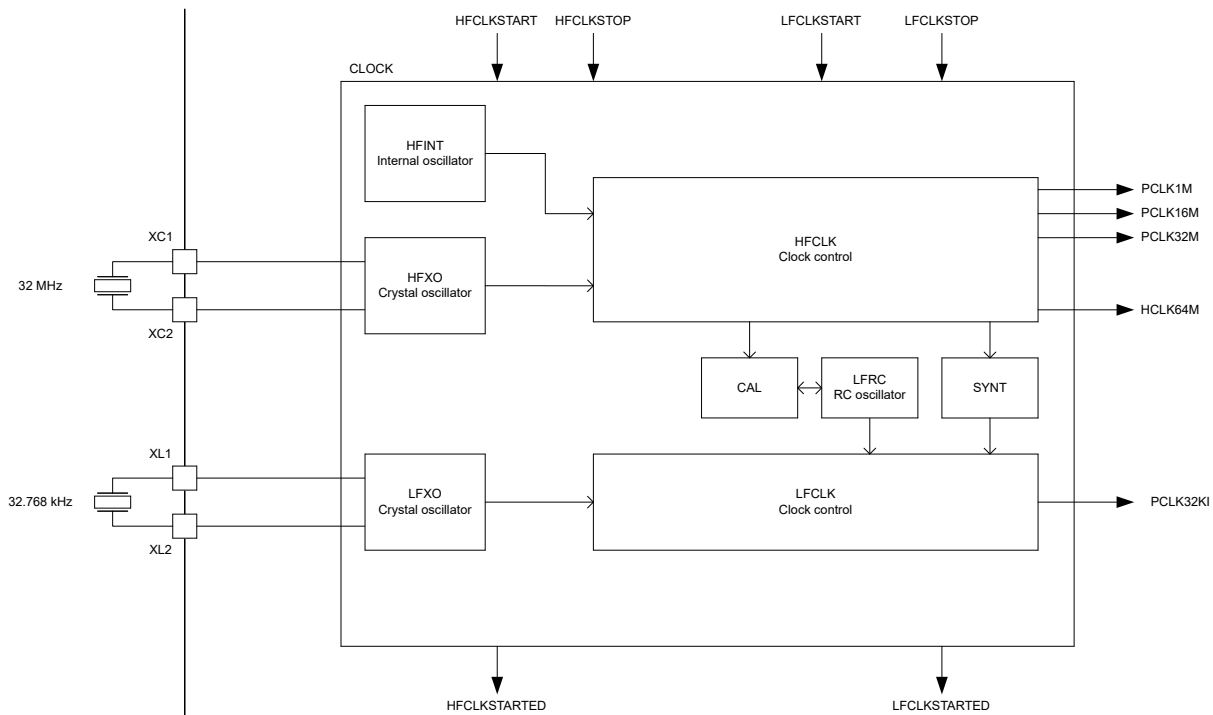 HFCLKSTART HFCLKSTOP LFCLKSTART LFCLKSTOP
CLOCK
HFINT
Internal oscillator
PCLK1M
PCLK16M
PCLK32M
HFCLK
Clock control
XC1
HFXO
Crystal oscillator
32 MHz
HCLK64M
XC2
CAL
LFRC
RC oscillator
SYNT
XL1
32.768 kHz
LFXO
Crystal oscillator
LFCLK
Clock control
PCLK32KI
XL2
HFCLKSTARTED LFCLKSTARTED